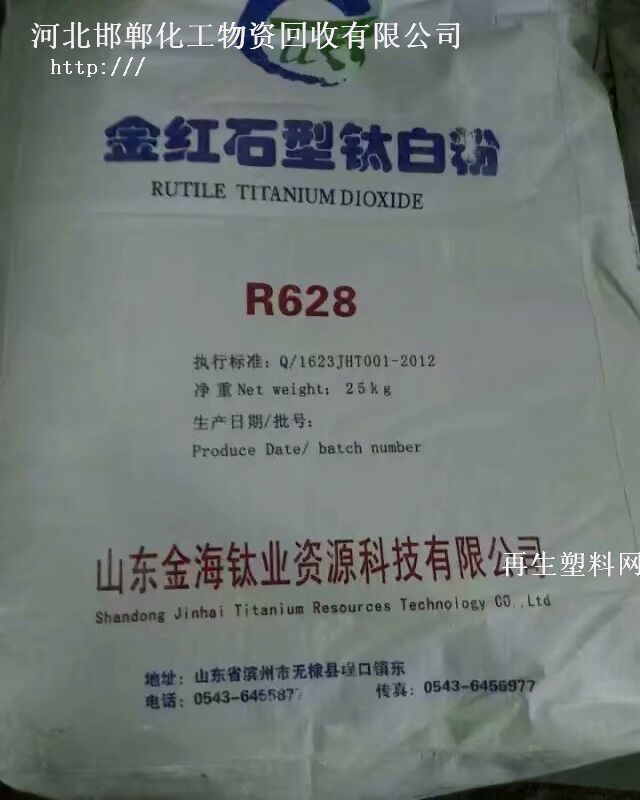 河北邯郸化工物资回收有限公司
http:///
金红石型钛白粉
RUTILE TITANIUM DIOXIDE
R628
执行标准: Q/1623JHT001-2012
净重 Net weight: 25kg
生产日期/批号:
Produce Date/ batch number
山东金海钛业资源科技有限公司
再生塑料网
Shandong Jinhai Titanium Resources Technology CO.,Ltd
地址: 山东省滨州市无棣县埕口镇东
电话: 0543-6455877 传真: 0543-6456977